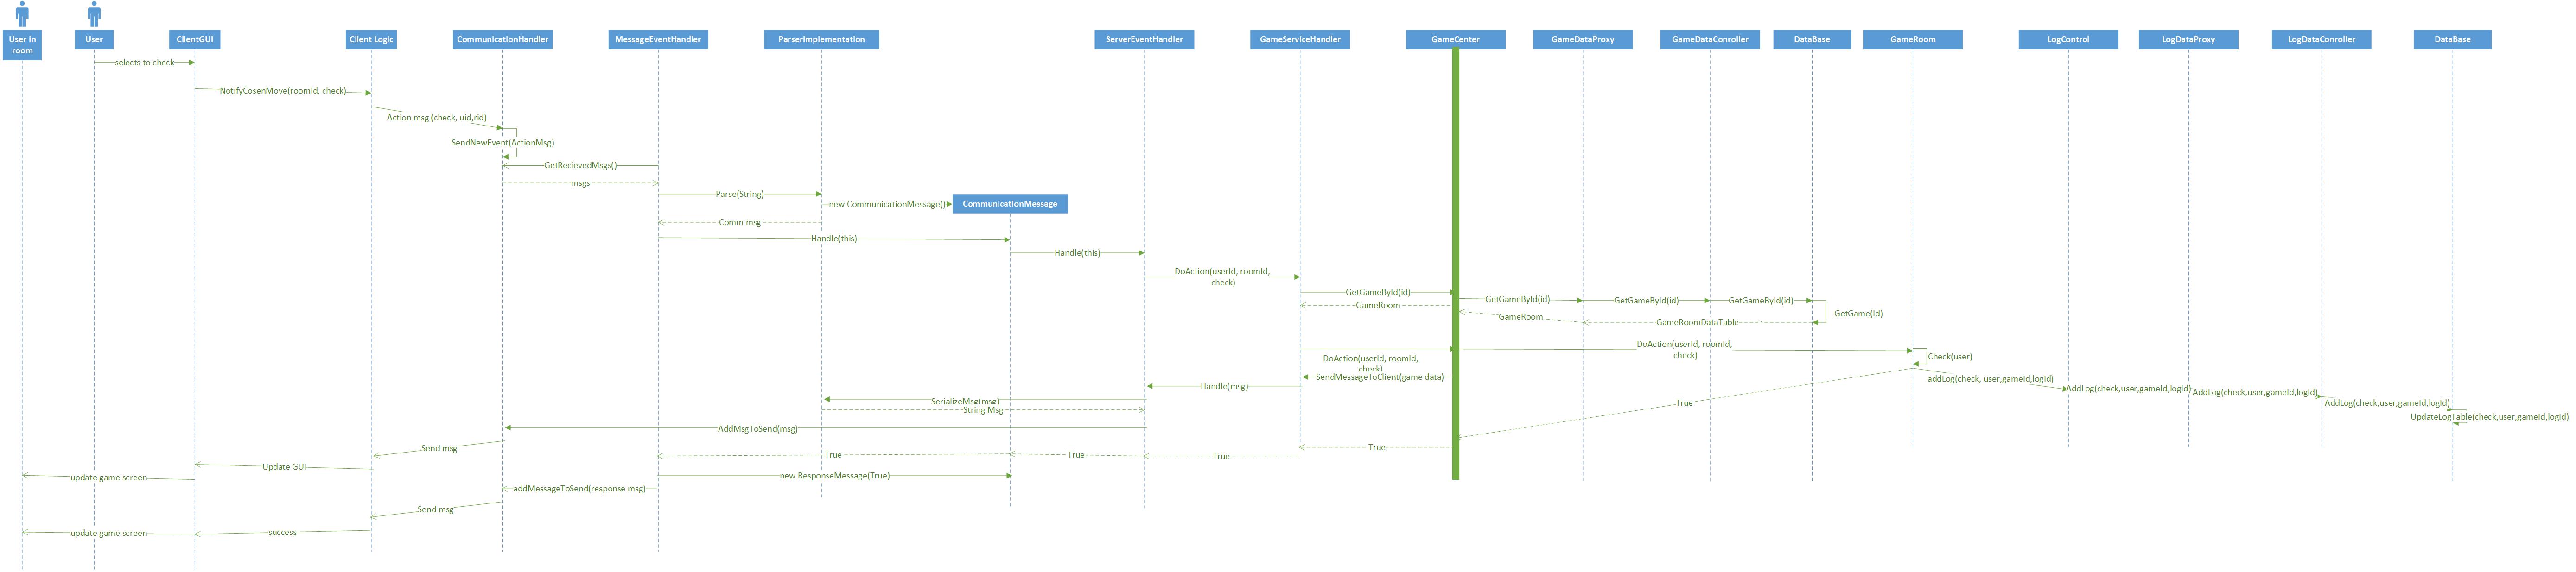 User in
room
User
ClientGUI
Client Logic
CommunicationHandler
MessageEventHandler
ParserImplementation
ServerEventHandler
GameServiceHandler
GameCenter
GameDataProxy
GameDataConroller
DataBase
GameRoom
LogControl
LogDataProxy
LogDataConroller
DataBase
selects to check
NotifyCosenMove(roomId, check)
Action msg (check, uid,rid)
SendNewEvent(ActionMsg)
GetRecievedMsgs()
msgs
Parse(String)
new CommunicationMessage()
CommunicationMessage
Comm msg
Handle(this)
Handle(this)
DoAction(userId, roomId,
check)
GetGameById(id)
GetGameById(id)
GetGameById(id)
GetGameById(id)
GameRoom
GetGame(Id)
GameRoom
GameRoomDataTable
DoAction(userId, roomId,
check)
DoAction(userId, roomId,
check)
Check(user)
SendMessageToClient(game data)
addLog(check, user,gameId,logId)
Handle(msg)
AddLog(check,user,gameId,logId)
AddLog(check,user,gameId,logId)
SerializeMsg(msg)
True
AddLog(check,user,gameId,logId)
String Msg
UpdateLogTable(check,user,gameId,logId)
AddMsgToSend(msg)
Send msg
True
True
True
True
Update GUI
update game screen
new ResponseMessage(True)
addMessageToSend(response msg)
Send msg
success
update game screen